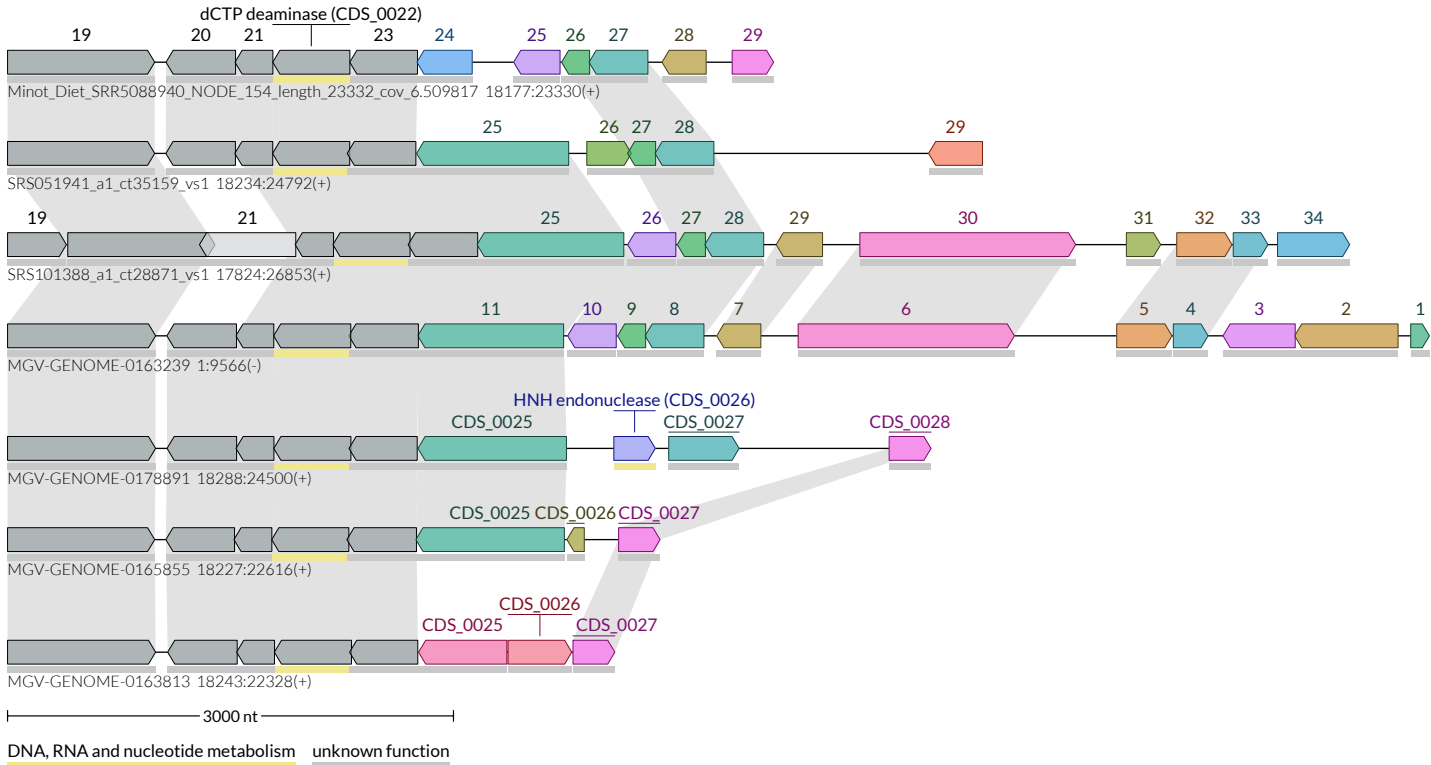 dCTP deaminase (CDS_0022)
19 20 21 23 24 25 26 27 28 29
Minot_Diet_SRR5088940_NODE_154_length_23332_cov_6.509817 18177:23330(+)
25 26 27 28 29
SRS051941_a1_ct35159_vs1 18234:24792(+)
19 21 25 26 27 28 29 30 31 32 33 34
SRS101388_a1_ct28871_vs1 17824:26853(+)
11 10 9 8 7 6 5 4 3 2 1
MGV-GENOME-0163239 1:9566(-)
HNH endonuclease (CDS_0026)
CDS_0025 CDS_0027 CDS_0028
MGV-GENOME-0178891 18288:24500(+)
CDS_0025 CDS_0026 CDS_0027
MGV-GENOME-0165855 18227:22616(+)
CDS_0026
CDS_0025 CDS_0027
MGV-GENOME-0163813 18243:22328(+)
3000 nt
DNA, RNA and nucleotide metabolism unknown function